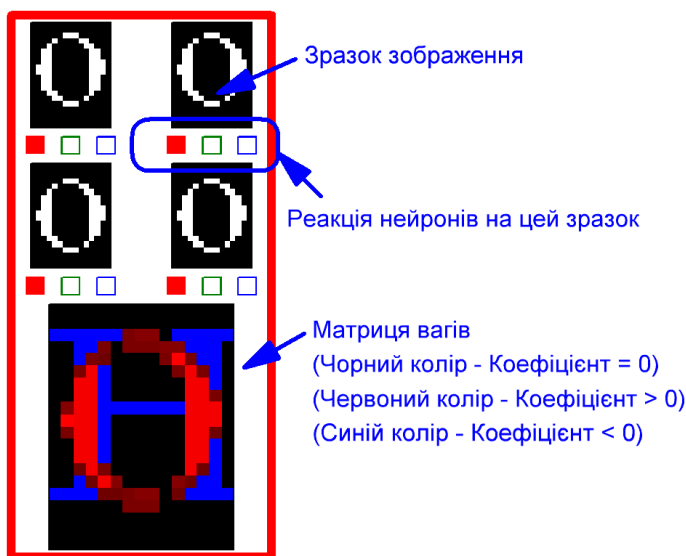 Зразок зображення
Реакція нейронів на цей зразок
Матриця вагів
(Чорний колір - Коефіцієнт = 0)
(Червоний колір - Коефіцієнт > 0)
(Синій колір - Коефіцієнт < 0)